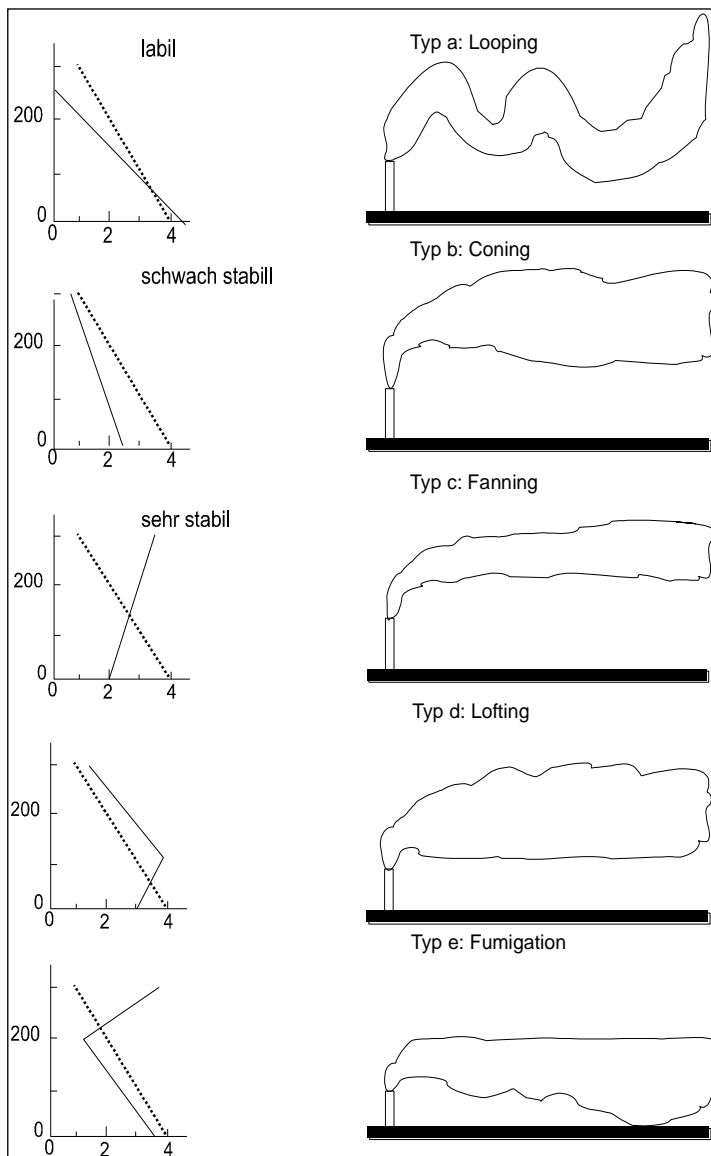 labil
Typ a: Looping
200
0
0 2 4
schwach stabill
Typ b: Coning
200
0
0 2 4
sehr stabil
Typ c: Fanning
200
0
0 2 4
Typ d: Lofting
200
0
0 2 4
Typ e: Fumigation
200
0
0 2 4